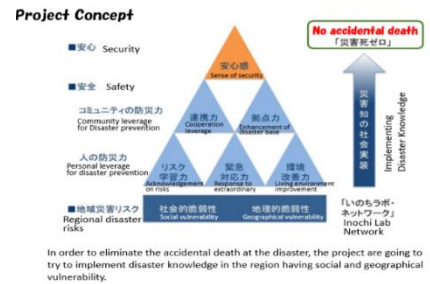 Project Concept
No accidental death
「災害死ゼロ」
■安心 Security
安心感
Sense of security
■安全 Safety
コミュニティの防災力
Community leverage
for Disaster prevention
連携力
Cooperation
leverage
拠点力
Enhancement of
disaster base
人の防災力
Personal leverage
for disaster prevention
リスク
学習力
Acknowledgement
on risks
緊急
対応力
Response to
extraordinary
環境
改善力
Living environment
improvement
■地域災害リスク
Regional disaster
risks
社会的脆弱性
Social vulnerability
地理的脆弱性
Geographical vulnerability
災害知の社会実装
Implementing
Disaster Knowledge
「いのちラボ・
ネットワーク」
Inochi Lab
Network
In order to eliminate the accidental death at the disaster, the project are going to
try to implement disaster knowledge in the region having social and geographical
vulnerability.